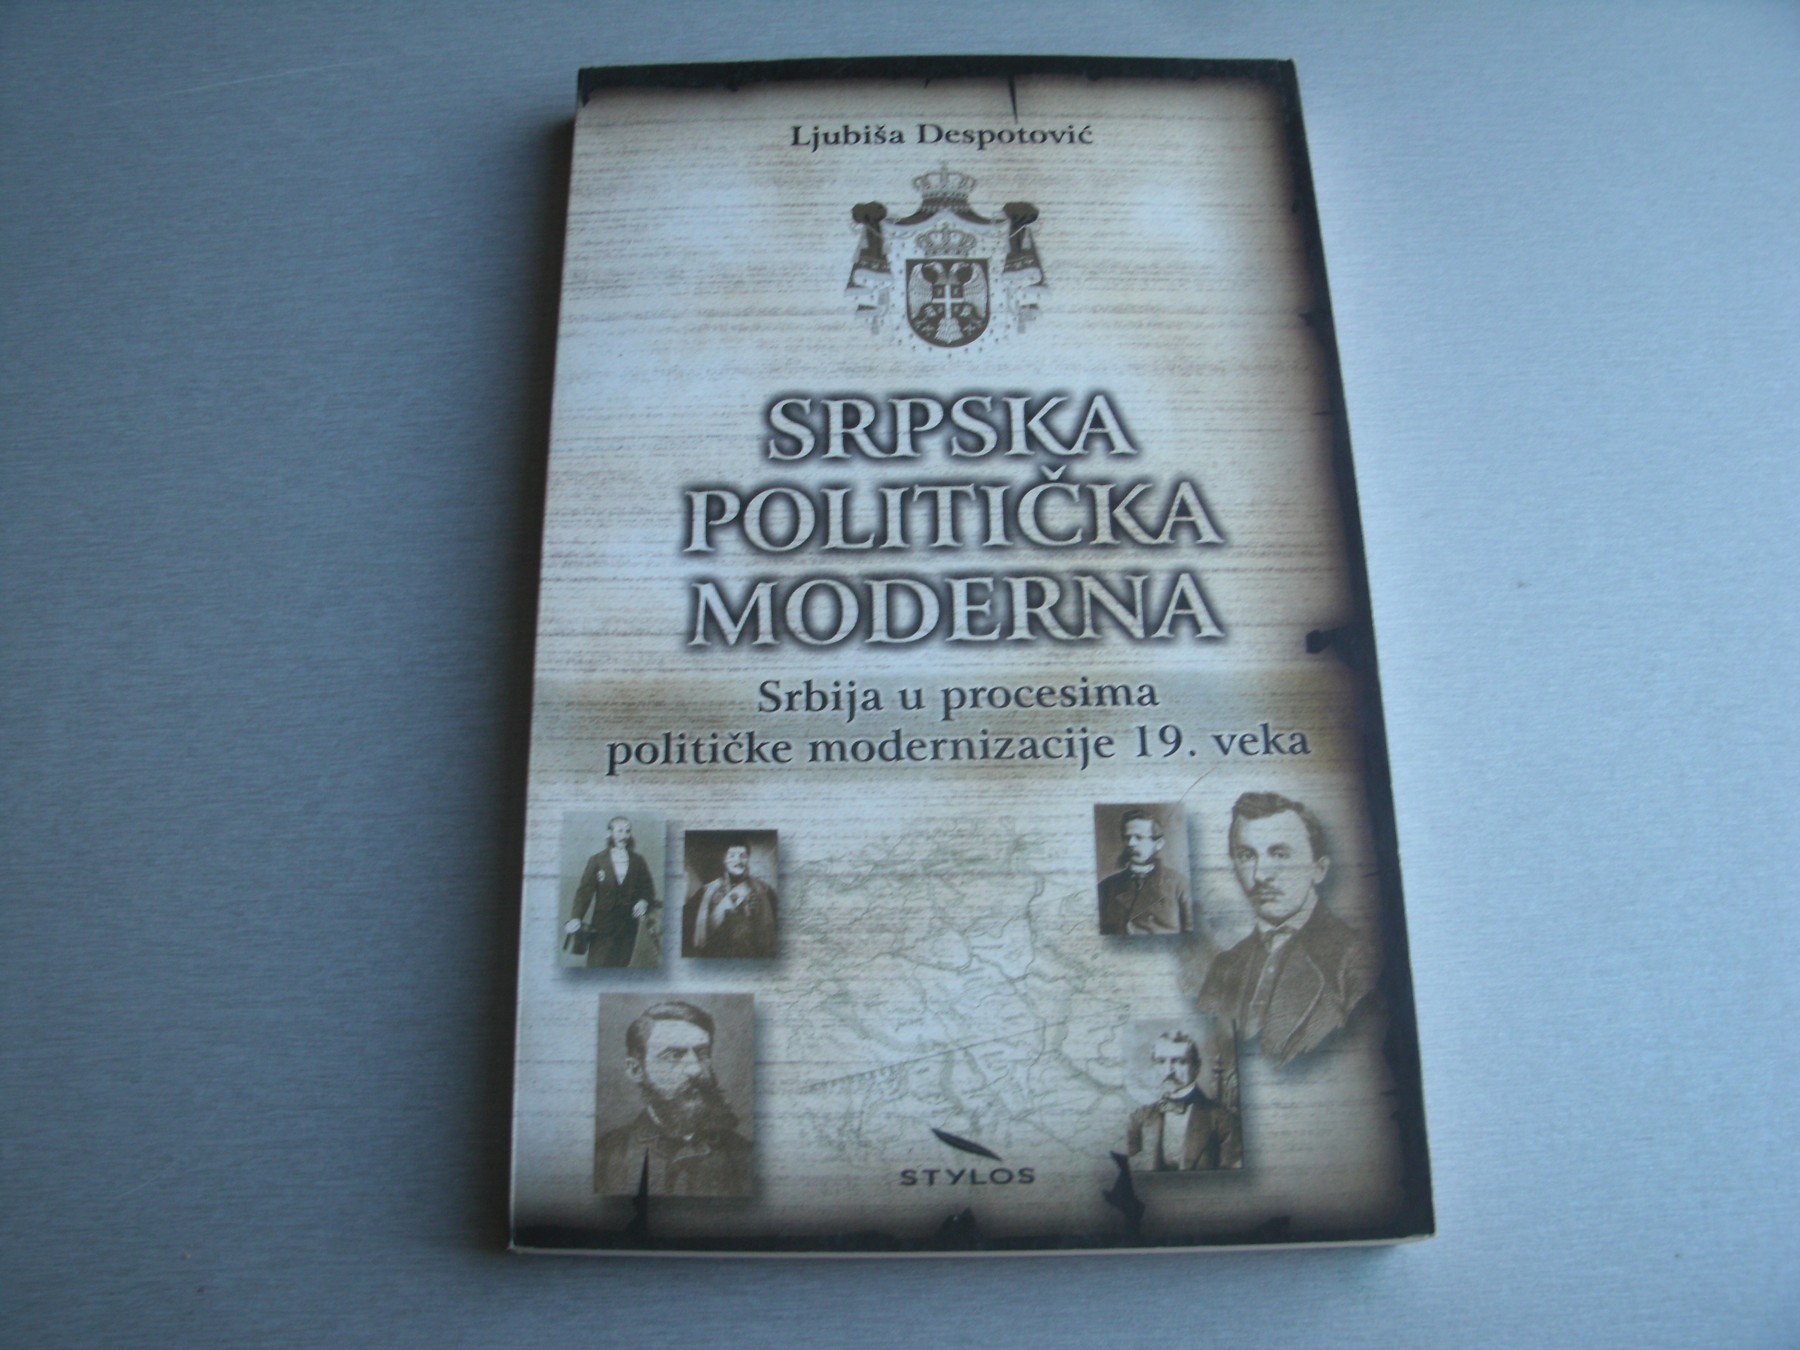 Ljubiša Despotović
SRPSKA
POLITIČKA
MODERNA
Srbija u procesima
političke modernizacije 19. veka
STYLOS